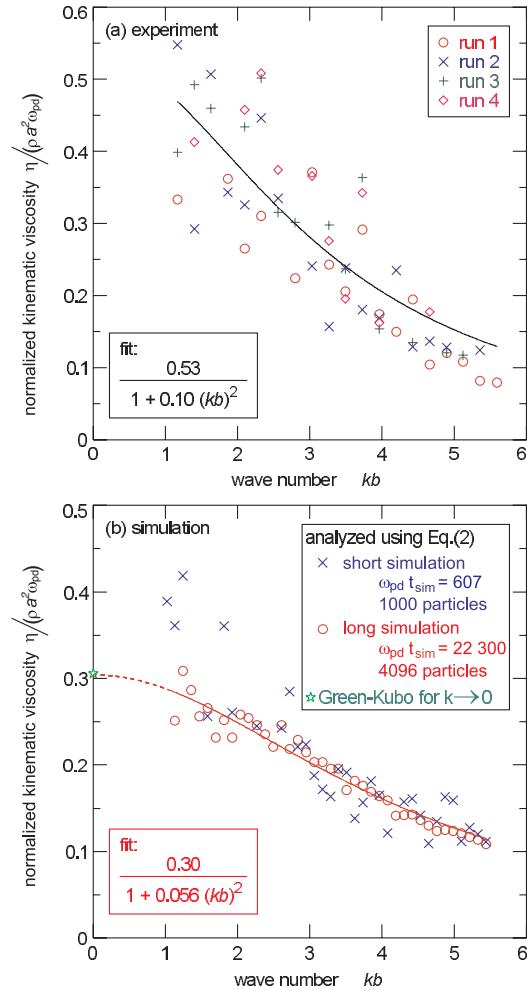 (a) experiment
run 1
run 2
run 3
run 4
normalized kinematic viscosity η/(ρa²ω_pd)
0.6
0.5
0.4
0.3
0.2
0.1
0
fit:
0.53
1 + 0.10 (kb)²
0 1 2 3 4 5 6
wave number kb
(b) simulation
analyzed using Eq.(2)
short simulation
ω_pd t_sim = 607
1000 particles
long simulation
ω_pd t_sim = 22 300
4096 particles
Green-Kubo for k→0
normalized kinematic viscosity η/(ρa²ω_pd)
0.5
0.4
0.3
0.2
0.1
0
fit:
0.30
1 + 0.056 (kb)²
0 1 2 3 4 5 6
wave number kb